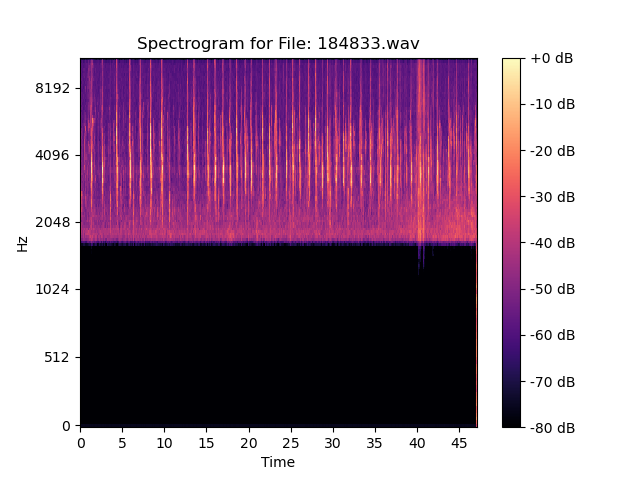 Spectrogram for File: 184833.wav
8192
4096
2048
1024
512
0
Hz
0 5 10 15 20 25 30 35 40 45
Time
+0 dB
-10 dB
-20 dB
-30 dB
-40 dB
-50 dB
-60 dB
-70 dB
-80 dB